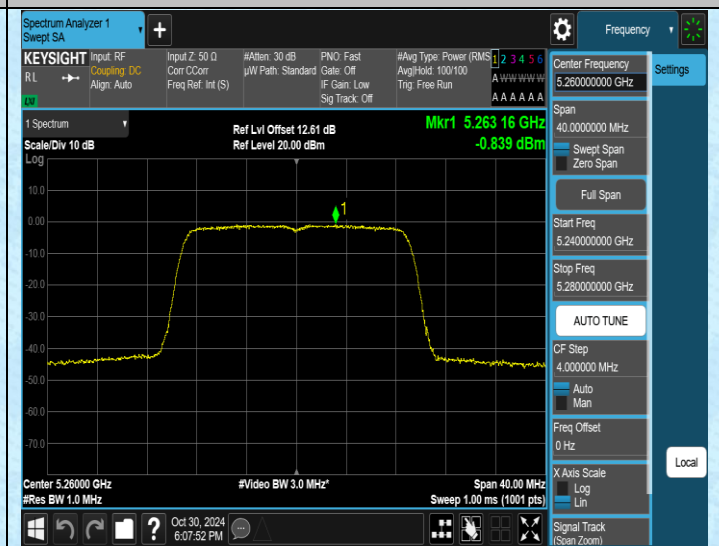 Spectrum Analyzer 1
Swept SA
Frequency
KEYSIGHT
R L
LXI
Input: RF
Coupling: DC
Align: Auto
Input Z: 50 Ω
Corr CCorr
Freq Ref: Int (S)
#Atten: 30 dB
µW Path: Standard
PNO: Fast
Gate: Off
IF Gain: Low
Sig Track: Off
#Avg Type: Power (RMS
Avg|Hold: 100/100
Trig: Free Run
1 2 3 4 5 6
A W W W W W
A A A A A A
1 Spectrum
Scale/Div 10 dB
Log
Ref Lvl Offset 12.61 dB
Ref Level 20.00 dBm
Mkr1 5.263 16 GHz
-0.839 dBm
10.0
0.00
-10.0
-20.0
-30.0
-40.0
-50.0
-60.0
-70.0
1
Center 5.26000 GHz
#Res BW 1.0 MHz
#Video BW 3.0 MHz*
Span 40.00 MHz
Sweep 1.00 ms (1001 pts)
?
Oct 30, 2024
6:07:52 PM
Center Frequency
5.260000000 GHz
Settings
Span
40.0000000 MHz
Swept Span
Zero Span
Full Span
Start Freq
5.240000000 GHz
Stop Freq
5.280000000 GHz
AUTO TUNE
CF Step
4.000000 MHz
Auto
Man
Freq Offset
0 Hz
X Axis Scale
Log
Lin
Local
Signal Track
(Span Zoom)